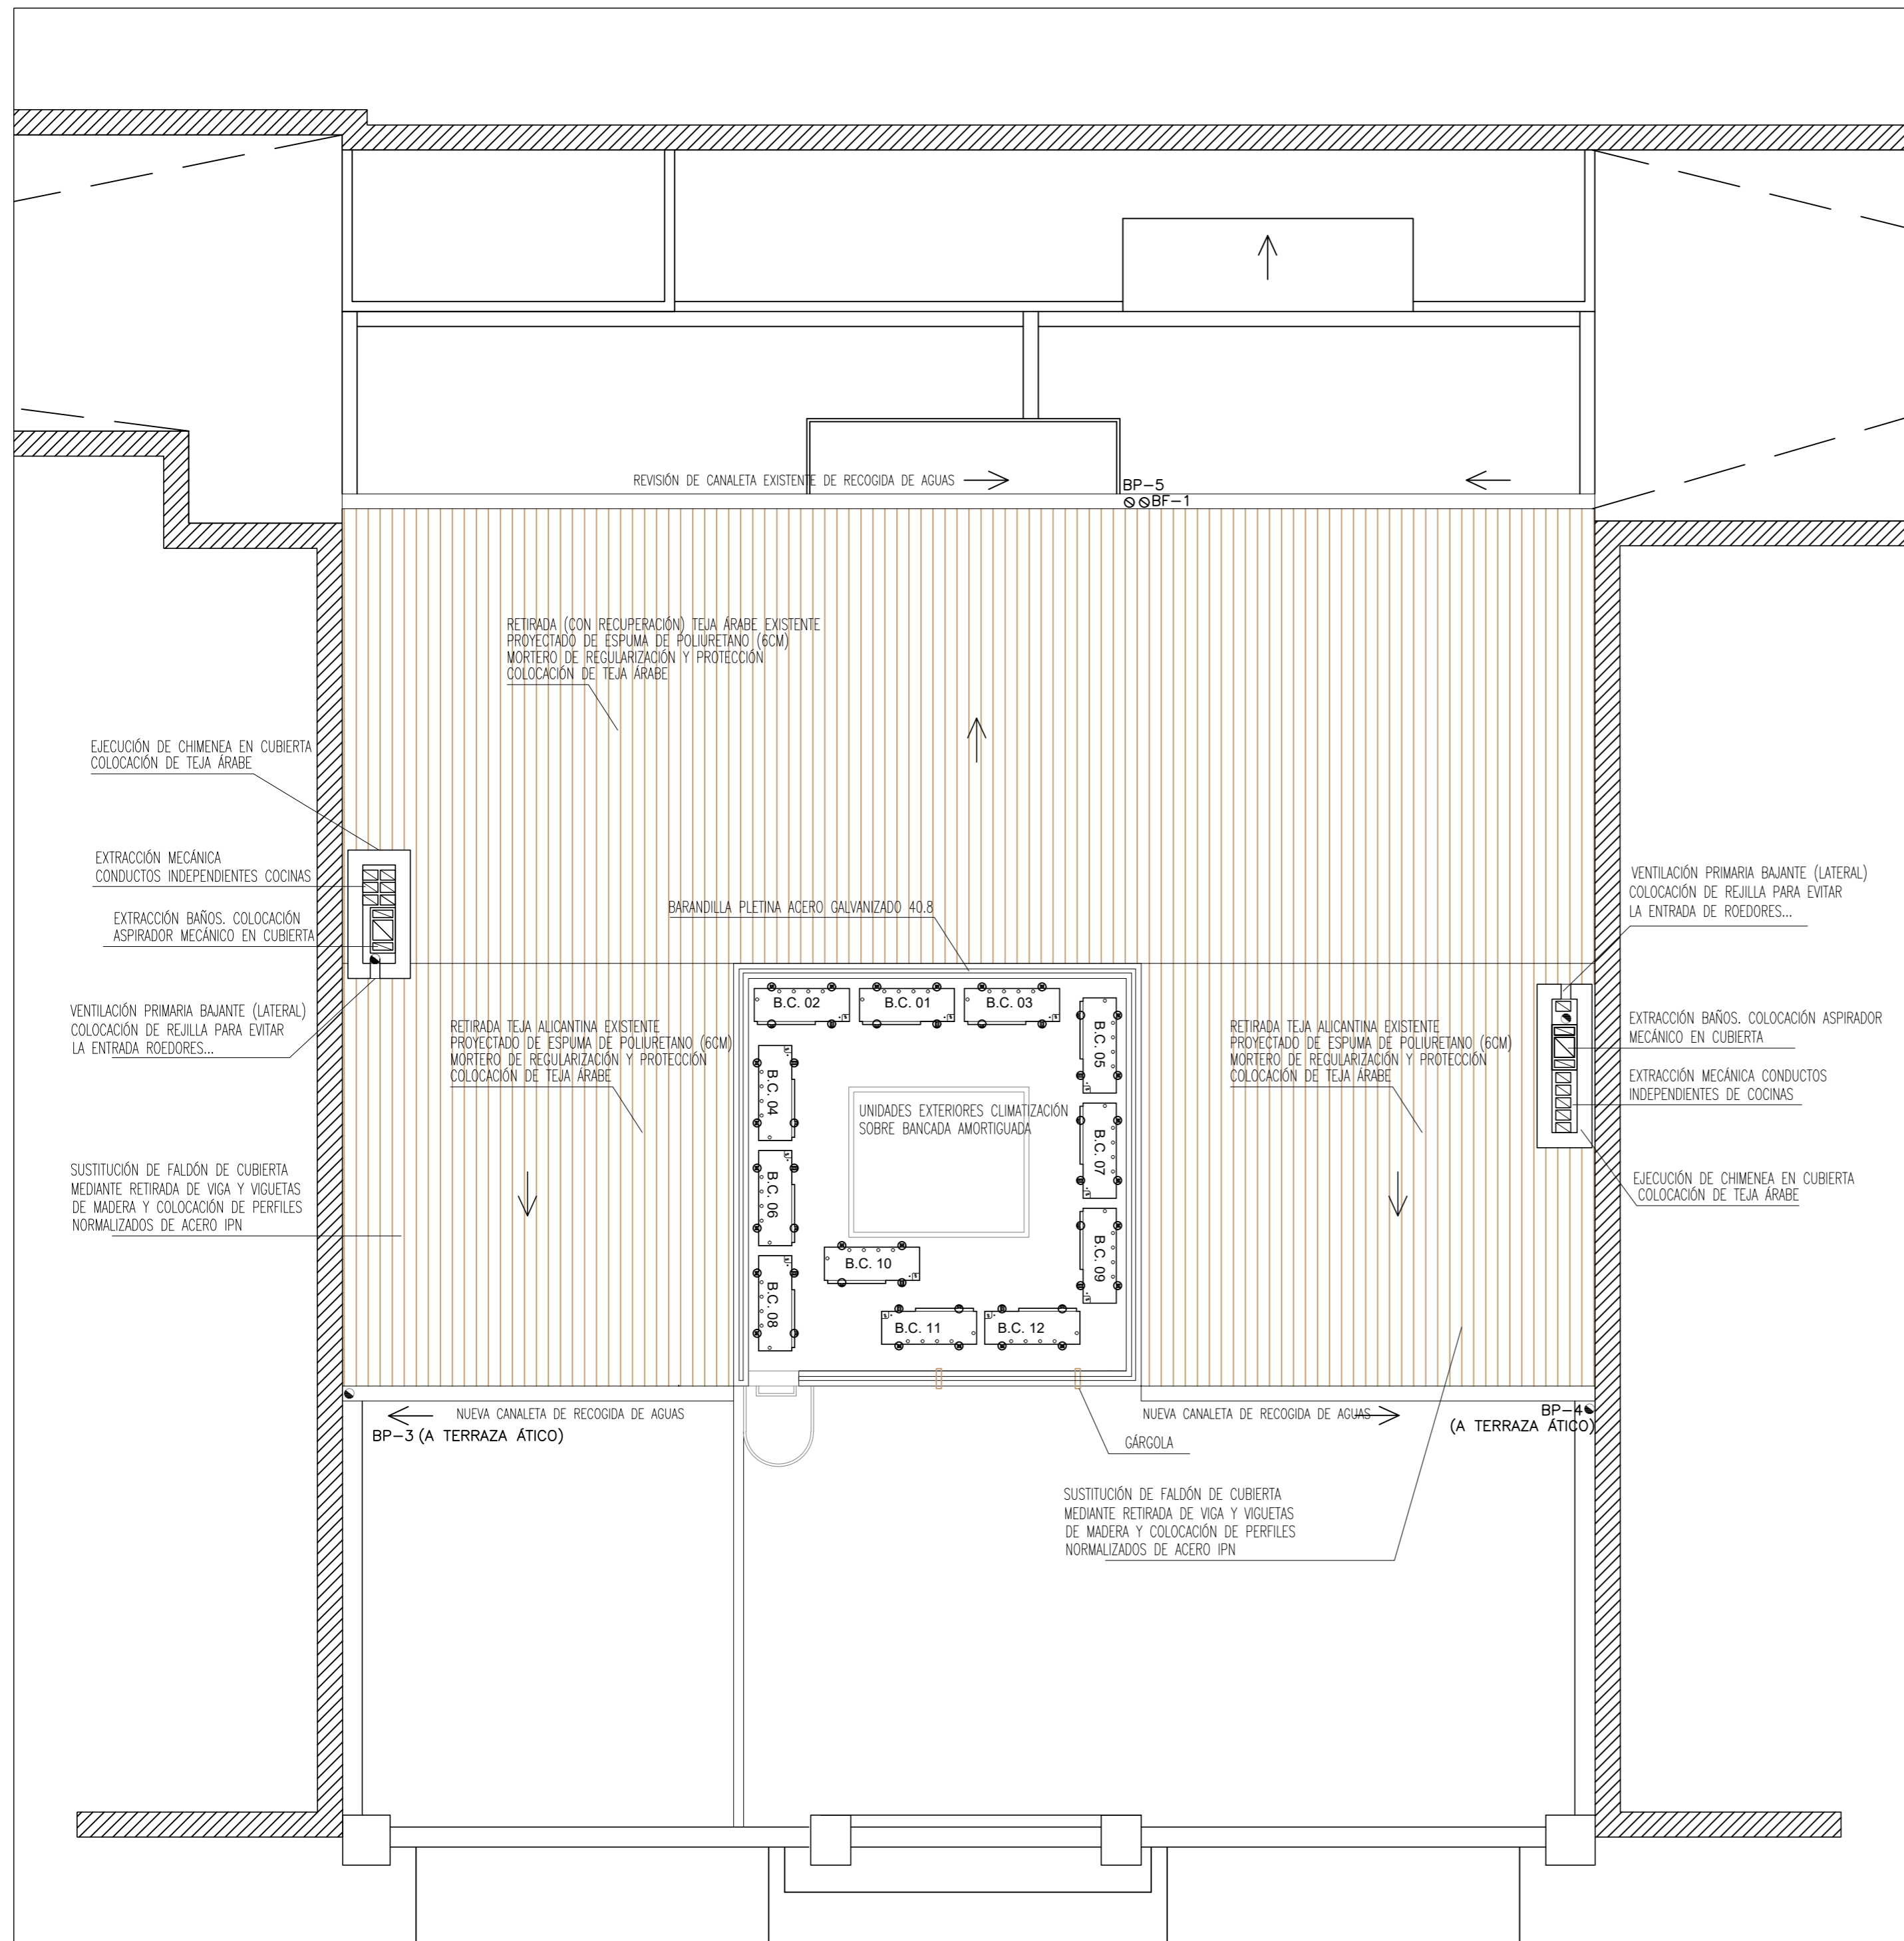 REVISIÓN DE CANALETA EXISTENTE DE RECOGIDA DE AGUAS
BP-5
BF-1
RETIRADA (CON RECUPERACIÓN) TEJA ÁRABE EXISTENTE
PROYECTADO DE ESPUMA DE POLIURETANO (6CM)
MORTERO DE REGULARIZACIÓN Y PROTECCIÓN
COLOCACIÓN DE TEJA ÁRABE
EJECUCIÓN DE CHIMENEA EN CUBIERTA
COLOCACIÓN DE TEJA ÁRABE
EXTRACCIÓN MECÁNICA
CONDUCTOS INDEPENDIENTES COCINAS
EXTRACCIÓN BAÑOS. COLOCACIÓN
ASPIRADOR MECÁNICO EN CUBIERTA
VENTILACIÓN PRIMARIA BAJANTE (LATERAL)
COLOCACIÓN DE REJILLA PARA EVITAR
LA ENTRADA ROEDORES...
SUSTITUCIÓN DE FALDÓN DE CUBIERTA
MEDIANTE RETIRADA DE VIGA Y VIGUETAS
DE MADERA Y COLOCACIÓN DE PERFILES
NORMALIZADOS DE ACERO IPN
BARANDILLA PLETINA ACERO GALVANIZADO 40.8
RETIRADA TEJA ALICANTINA EXISTENTE
PROYECTADO DE ESPUMA DE POLIURETANO (6CM)
MORTERO DE REGULARIZACIÓN Y PROTECCIÓN
COLOCACIÓN DE TEJA ÁRABE
B.C. 02
B.C. 01
B.C. 03
B.C. 05
B.C. 04
B.C. 07
B.C. 06
B.C. 09
B.C. 08
B.C. 10
B.C. 11
B.C. 12
UNIDADES EXTERIORES CLIMATIZACIÓN
SOBRE BANCADA AMORTIGUADA
RETIRADA TEJA ALICANTINA EXISTENTE
PROYECTADO DE ESPUMA DE POLIURETANO (6CM)
MORTERO DE REGULARIZACIÓN Y PROTECCIÓN
COLOCACIÓN DE TEJA ÁRABE
VENTILACIÓN PRIMARIA BAJANTE (LATERAL)
COLOCACIÓN DE REJILLA PARA EVITAR
LA ENTRADA DE ROEDORES...
EXTRACCIÓN BAÑOS. COLOCACIÓN ASPIRADOR
MECÁNICO EN CUBIERTA
EXTRACCIÓN MECÁNICA CONDUCTOS
INDEPENDIENTES DE COCINAS
EJECUCIÓN DE CHIMENEA EN CUBIERTA
COLOCACIÓN DE TEJA ÁRABE
NUEVA CANALETA DE RECOGIDA DE AGUAS
BP-3 (A TERRAZA ÁTICO)
NUEVA CANALETA DE RECOGIDA DE AGUAS
BP-4
(A TERRAZA ÁTICO)
GÁRGOLA
SUSTITUCIÓN DE FALDÓN DE CUBIERTA
MEDIANTE RETIRADA DE VIGA Y VIGUETAS
DE MADERA Y COLOCACIÓN DE PERFILES
NORMALIZADOS DE ACERO IPN